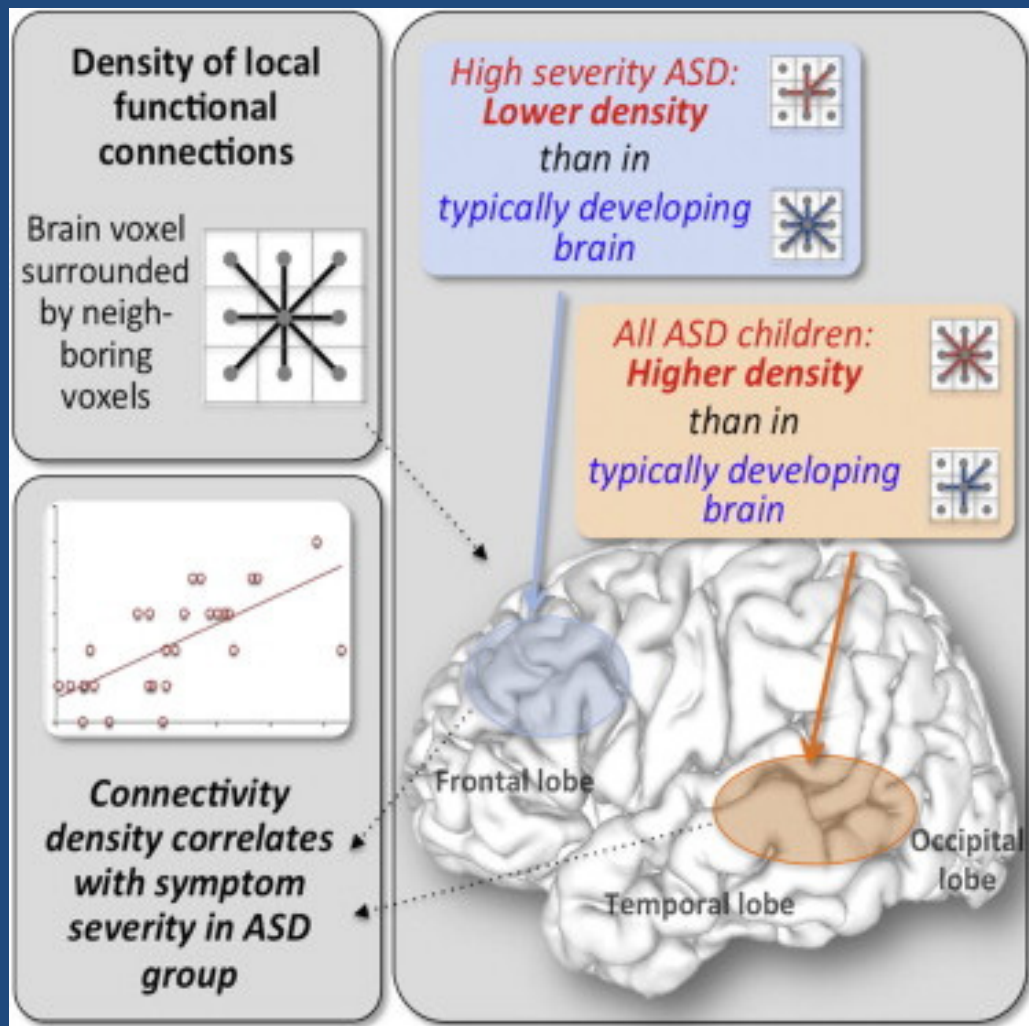 Density of local
functional
connections
Brain voxel
surrounded
by neigh-
boring
voxels
High severity ASD:
Lower density
than in
typically developing
brain
All ASD children:
Higher density
than in
typically developing
brain
Frontal lobe
Temporal lobe
Occipital
lobe
Connectivity
density correlates
with symptom
severity in ASD
group